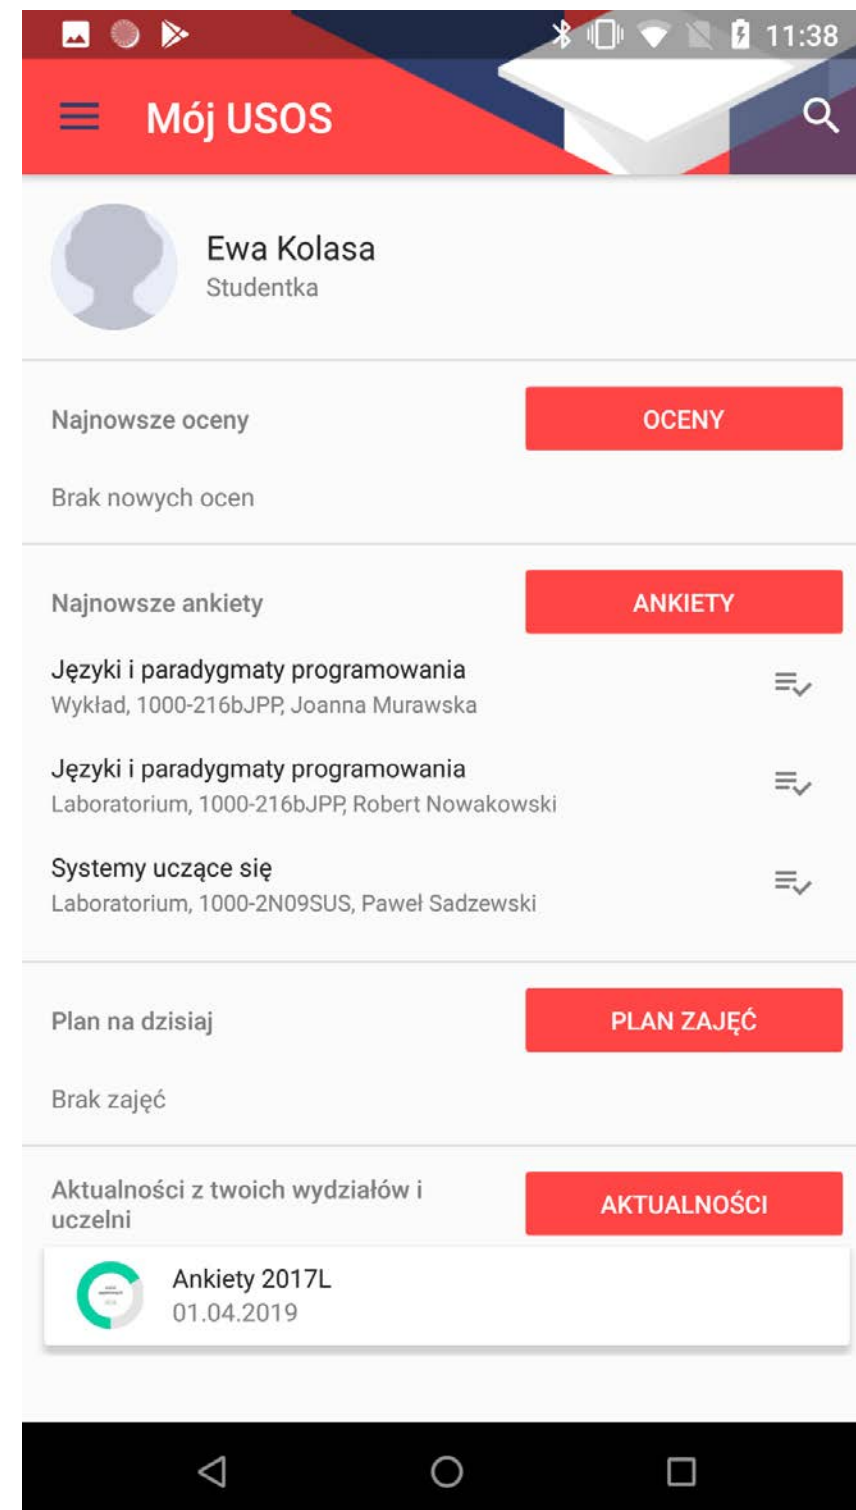 11:38
Mój USOS
Ewa Kolasa
Studentka
Najnowsze oceny
OCENY
Brak nowych ocen
Najnowsze ankiety
ANKIETY
Języki i paradygmaty programowania
Wykład, 1000-216bJPP, Joanna Murawska
Języki i paradygmaty programowania
Laboratorium, 1000-216bJPP, Robert Nowakowski
Systemy uczące się
Laboratorium, 1000-2N09SUS, Paweł Sadzewski
Plan na dzisiaj
PLAN ZAJĘĆ
Brak zajęć
Aktualności z twoich wydziałów i
uczelni
AKTUALNOŚCI
Ankiety 2017L
01.04.2019